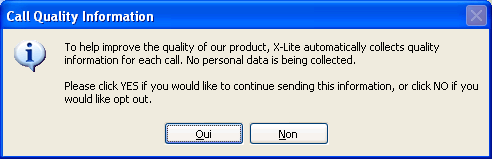 Call Quality Information
To help improve the quality of our product, X-Lite automatically collects quality
information for each call. No personal data is being collected.
Please click YES if you would like to continue sending this information, or click NO if you
would like opt out.
Oui
Non